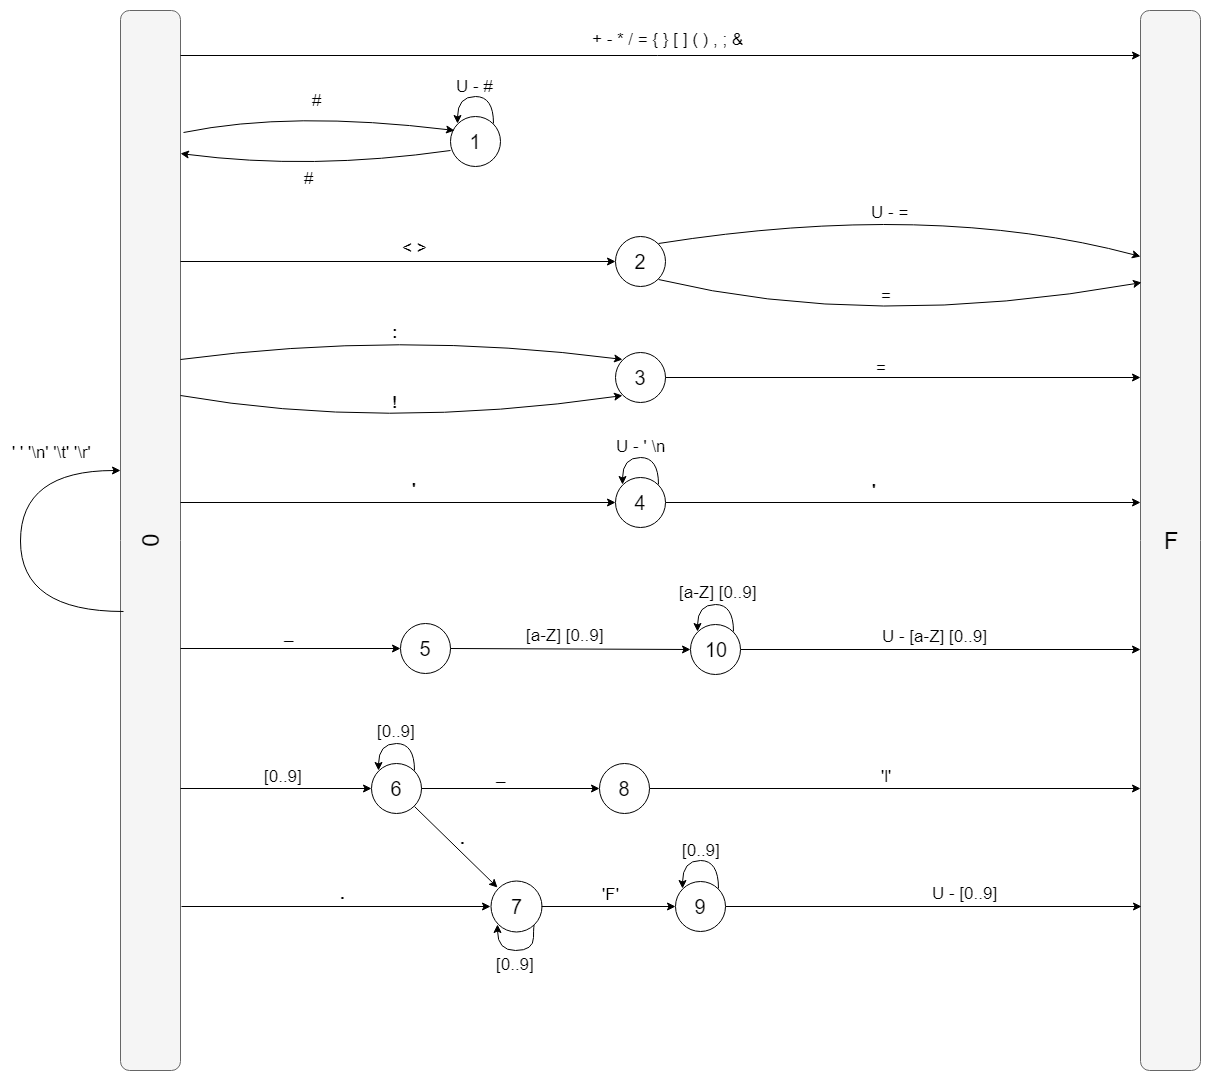 + - * / = { } [ ] ( ) , ; &
U - #
#
1
#
U - =
< >
2
=
:
3
=
!
' ' '\n' '\t' '\r'
U - ' \n
'
4
'
0
F
[a-Z] [0..9]
_
5
[a-Z] [0..9]
10
U - [a-Z] [0..9]
[0..9]
[0..9]
6
_
8
'I'
.
[0..9]
.
7
'F'
9
U - [0..9]
[0..9]